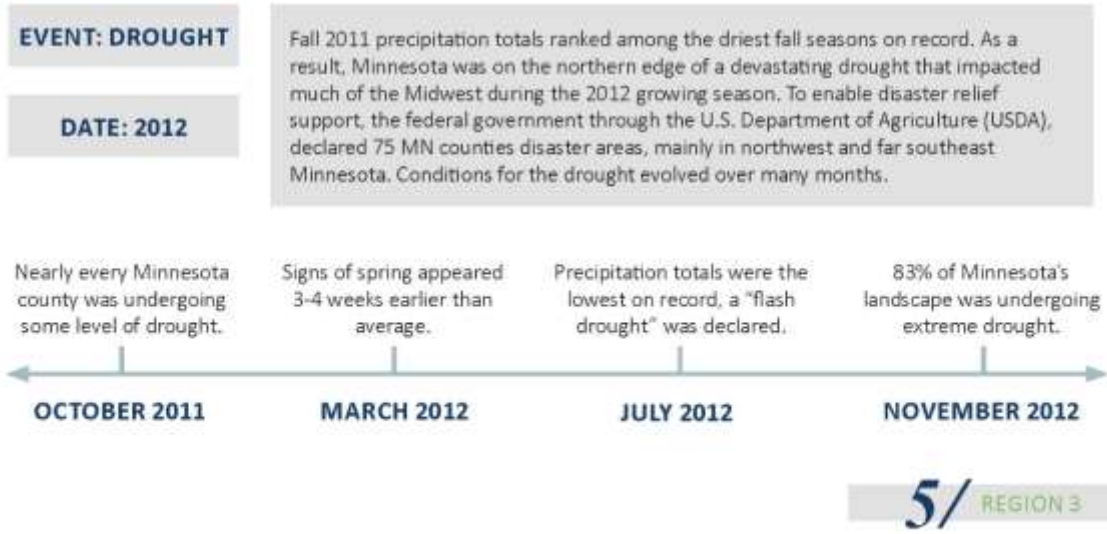 EVENT: DROUGHT
DATE: 2012
Fall 2011 precipitation totals ranked among the driest fall seasons on record. As a
result, Minnesota was on the northern edge of a devastating drought that impacted
much of the Midwest during the 2012 growing season. To enable disaster relief
support, the federal government through the U.S. Department of Agriculture (USDA),
declared 75 MN counties disaster areas, mainly in northwest and far southeast
Minnesota. Conditions for the drought evolved over many months.
Nearly every Minnesota
county was undergoing
some level of drought.
Signs of spring appeared
3-4 weeks earlier than
average.
Precipitation totals were the
lowest on record, a “flash
drought” was declared.
83% of Minnesota's
landscape was undergoing
extreme drought.
OCTOBER 2011
MARCH 2012
JULY 2012
NOVEMBER 2012
5/ REGION 3